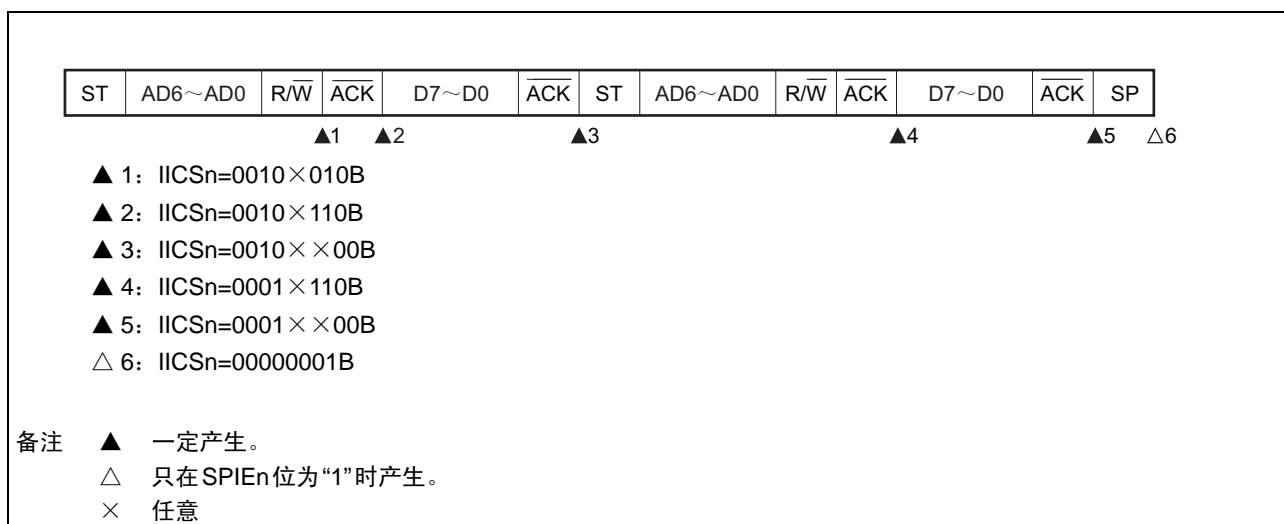 ST AD6～AD0 R/W ACK D7～D0 ACK ST AD6～AD0 R/W ACK D7～D0 ACK SP
▲1 ▲2 ▲3 ▲4 ▲5 △6
▲ 1：IICSn=0010×010B
▲ 2：IICSn=0010×110B
▲ 3：IICSn=0010××00B
▲ 4：IICSn=0001×110B
▲ 5：IICSn=0001××00B
△ 6：IICSn=00000001B
备注 ▲ 一定产生。
△ 只在SPIEn位为“1”时产生。
× 任意